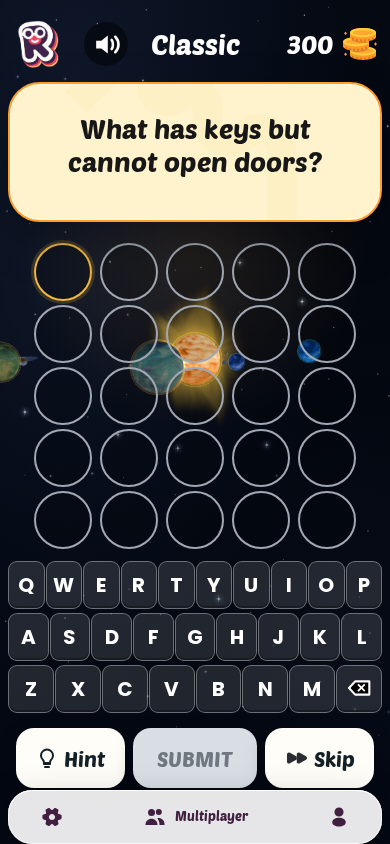 R
Classic
300
What has keys but
cannot open doors?
Q W E R T Y U I O P
A S D F G H J K L
Z X C V B N M
Hint
SUBMIT
Skip
Multiplayer